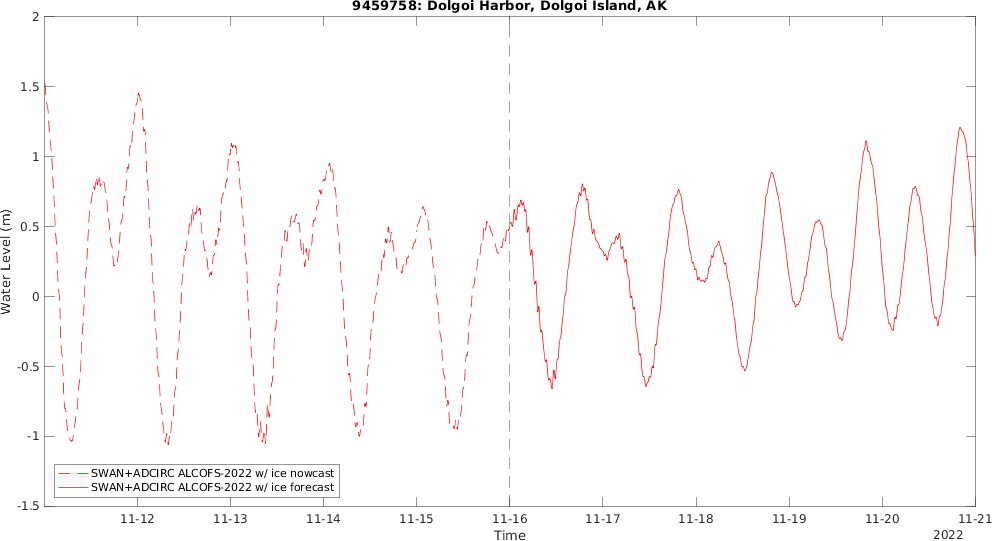 9459758: Dolgoi Harbor, Dolgoi Island, AK
2
1.5
1
0.5
0
-0.5
-1
-1.5
Water Level (m)
SWAN+ADCIRC ALCOFS-2022 w/ ice nowcast
SWAN+ADCIRC ALCOFS-2022 w/ ice forecast
11-12 11-13 11-14 11-15 11-16 11-17 11-18 11-19 11-20 11-21
Time
2022